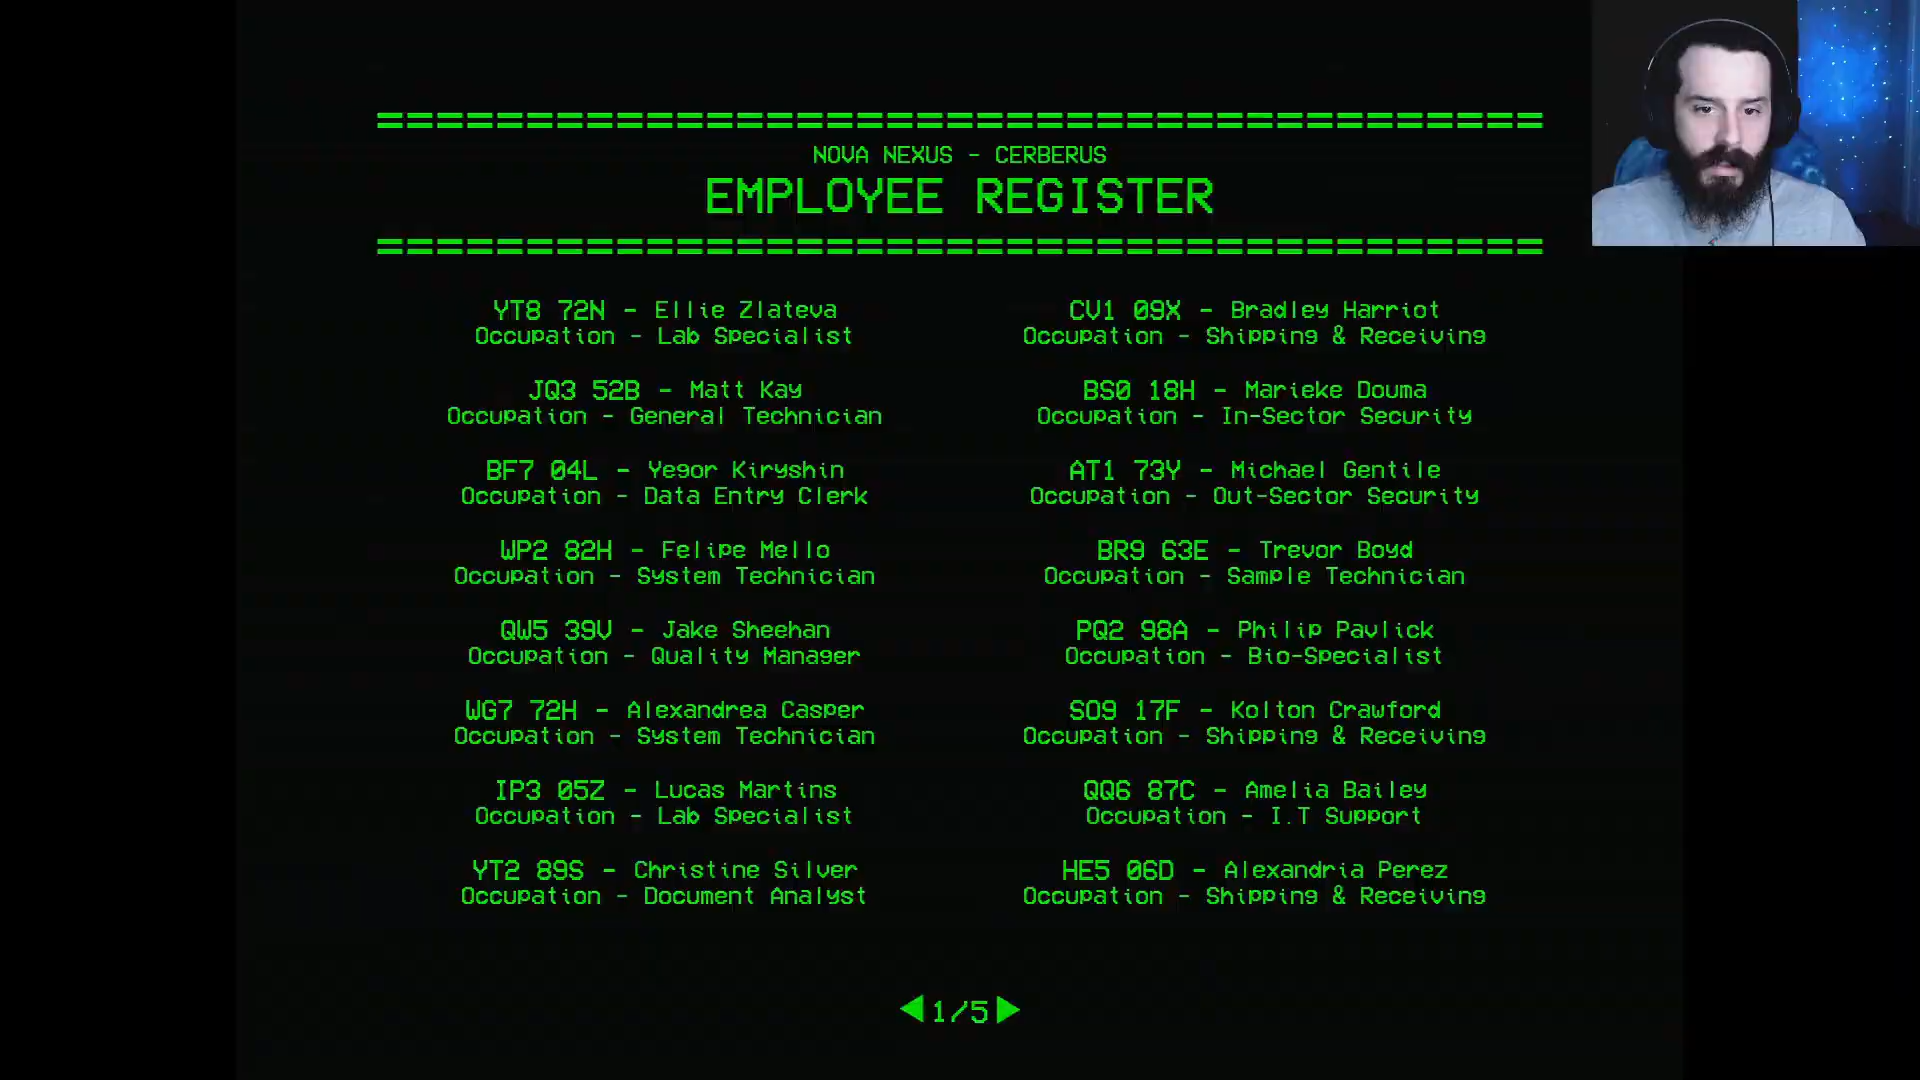 NOVA NEXUS - CERBERUS
EMPLOYEE REGISTER
YT8 72N - Ellie Zlateva
Occupation - Lab Specialist
JQ3 52B - Matt Kay
Occupation - General Technician
BF7 04L - Yegor Kiryshin
Occupation - Data Entry Clerk
WP2 82H - Felipe Mello
Occupation - System Technician
QW5 39V - Jake Sheehan
Occupation - Quality Manager
WG7 72H - Alexandrea Casper
Occupation - System Technician
IP3 05Z - Lucas Martins
Occupation - Lab Specialist
YT2 89S - Christine Silver
Occupation - Document Analyst
CV1 09X - Bradley Harriot
Occupation - Shipping & Receiving
BS0 18H - Marieke Douma
Occupation - In-Sector Security
AT1 73Y - Michael Gentile
Occupation - Out-Sector Security
BR9 63E - Trevor Boyd
Occupation - Sample Technician
PQ2 98A - Philip Pavlick
Occupation - Bio-Specialist
SO9 17F - Kolton Crawford
Occupation - Shipping & Receiving
QQ6 87C - Amelia Bailey
Occupation - I.T Support
HE5 06D - Alexandria Perez
Occupation - Shipping & Receiving
1/5